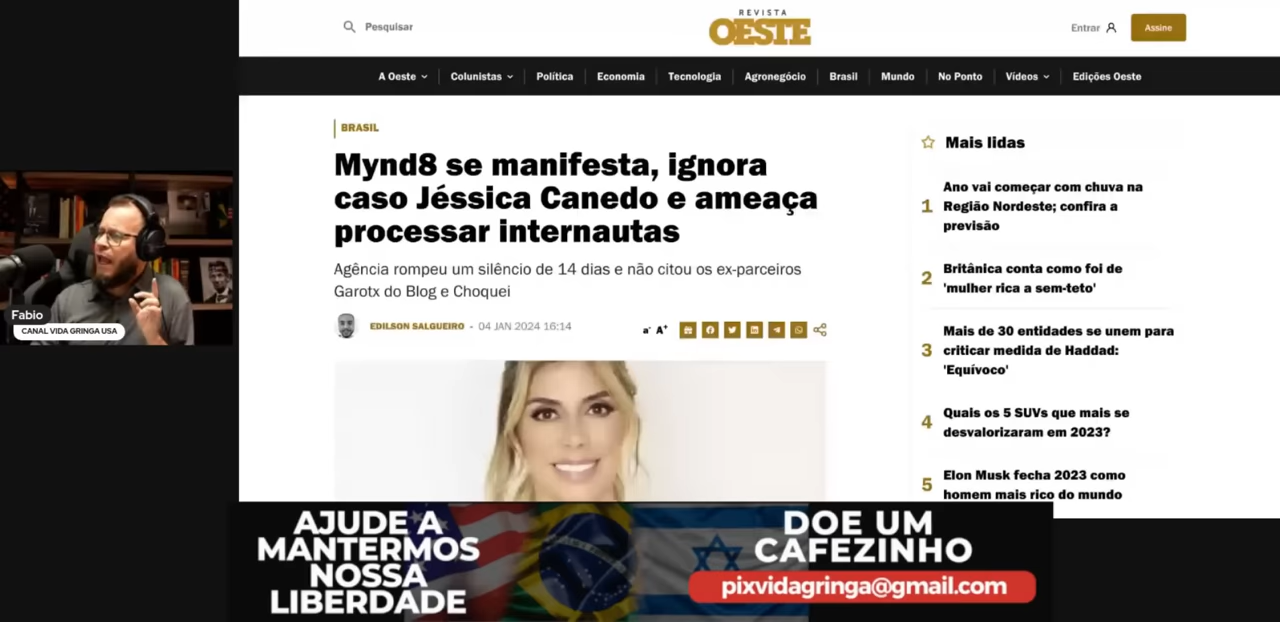 Pesquisar
REVISTA
OESTE
Entrar
Assine
A Oeste
Colunistas
Política
Economia
Tecnologia
Agronegócio
Brasil
Mundo
No Ponto
Vídeos
Edições Oeste
BRASIL
Mynd8 se manifesta, ignora
caso Jéssica Canedo e ameaça
processar internautas
Agência rompeu um silêncio de 14 dias e não citou os ex-parceiros
Garotx do Blog e Choquei
EDILSON SALGUEIRO - 04 JAN 2024 16:14
a- A+
Mais lidas
1
Ano vai começar com chuva na
Região Nordeste; confira a
previsão
2
Britânica conta como foi de
'mulher rica a sem-teto'
3
Mais de 30 entidades se unem para
criticar medida de Haddad:
'Equívoco'
4
Quais os 5 SUVs que mais se
desvalorizaram em 2023?
5
Elon Musk fecha 2023 como
homem mais rico do mundo
Fabio
CANAL VIDA GRINGA USA
AJUDE A
MANTERMOS
NOSSA
LIBERDADE
DOE UM
CAFEZINHO
pixvidagringa@gmail.com